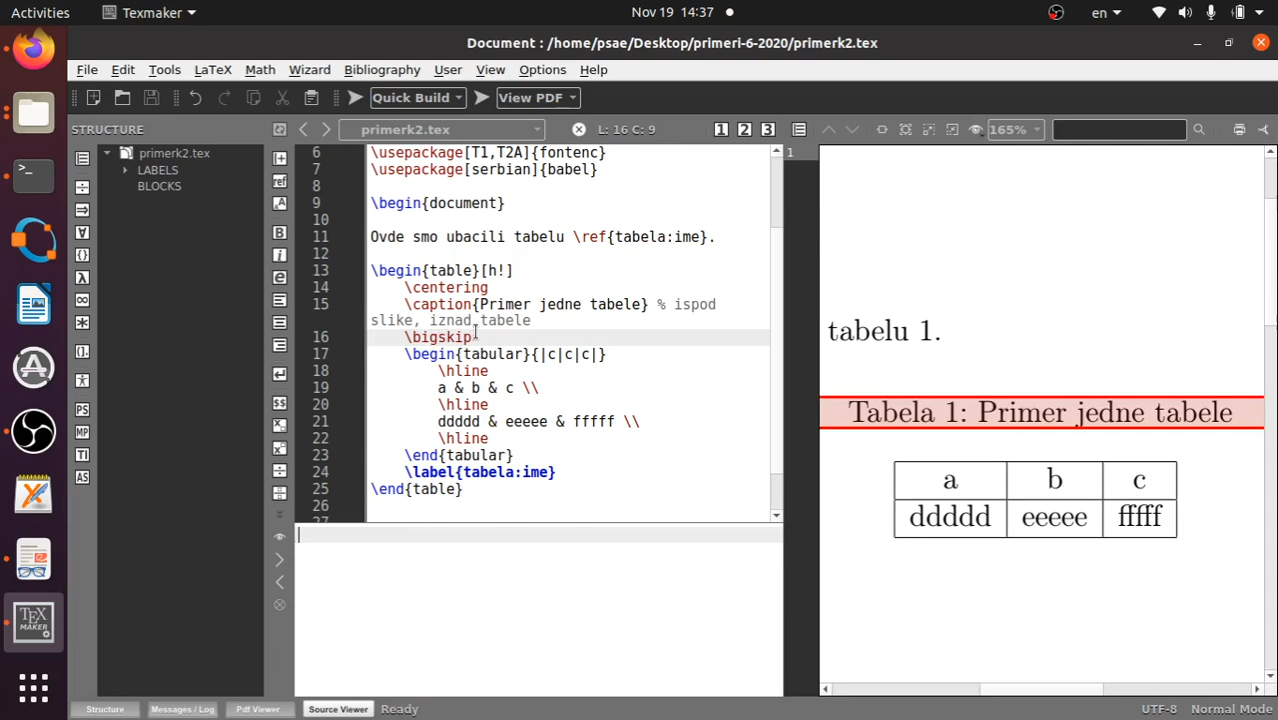 Activities Texmaker Nov 19 14:37 en
Document : /home/psae/Desktop/primeri-6-2020/primerk2.tex
File Edit Tools LaTeX Math Wizard Bibliography User View Options Help
Quick Build View PDF
STRUCTURE primerk2.tex L: 16 C: 9 1 2 3 165%
primerk2.tex
LABELS
BLOCKS
6 \usepackage[T1,T2A]{fontenc}
7 \usepackage[serbian]{babel}
8
9 \begin{document}
10
11 Ovde smo ubacili tabelu \ref{tabela:ime}.
12
13 \begin{table}[h!]
14 \centering
15 \caption{Primer jedne tabele} % ispod
slike, iznad tabele
16 \bigskip
17 \begin{tabular}{|c|c|c|}
18 \hline
19 a & b & c \\
20 \hline
21 ddddd & eeeee & fffff \\
22 \hline
23 \end{tabular}
24 \label{tabela:ime}
25 \end{table}
26
27
1
tabelu 1.
Tabela 1: Primer jedne tabele
a b c
ddddd eeeee fffff
Structure Messages / Log Pdf Viewer Source Viewer Ready UTF-8 Normal Mode